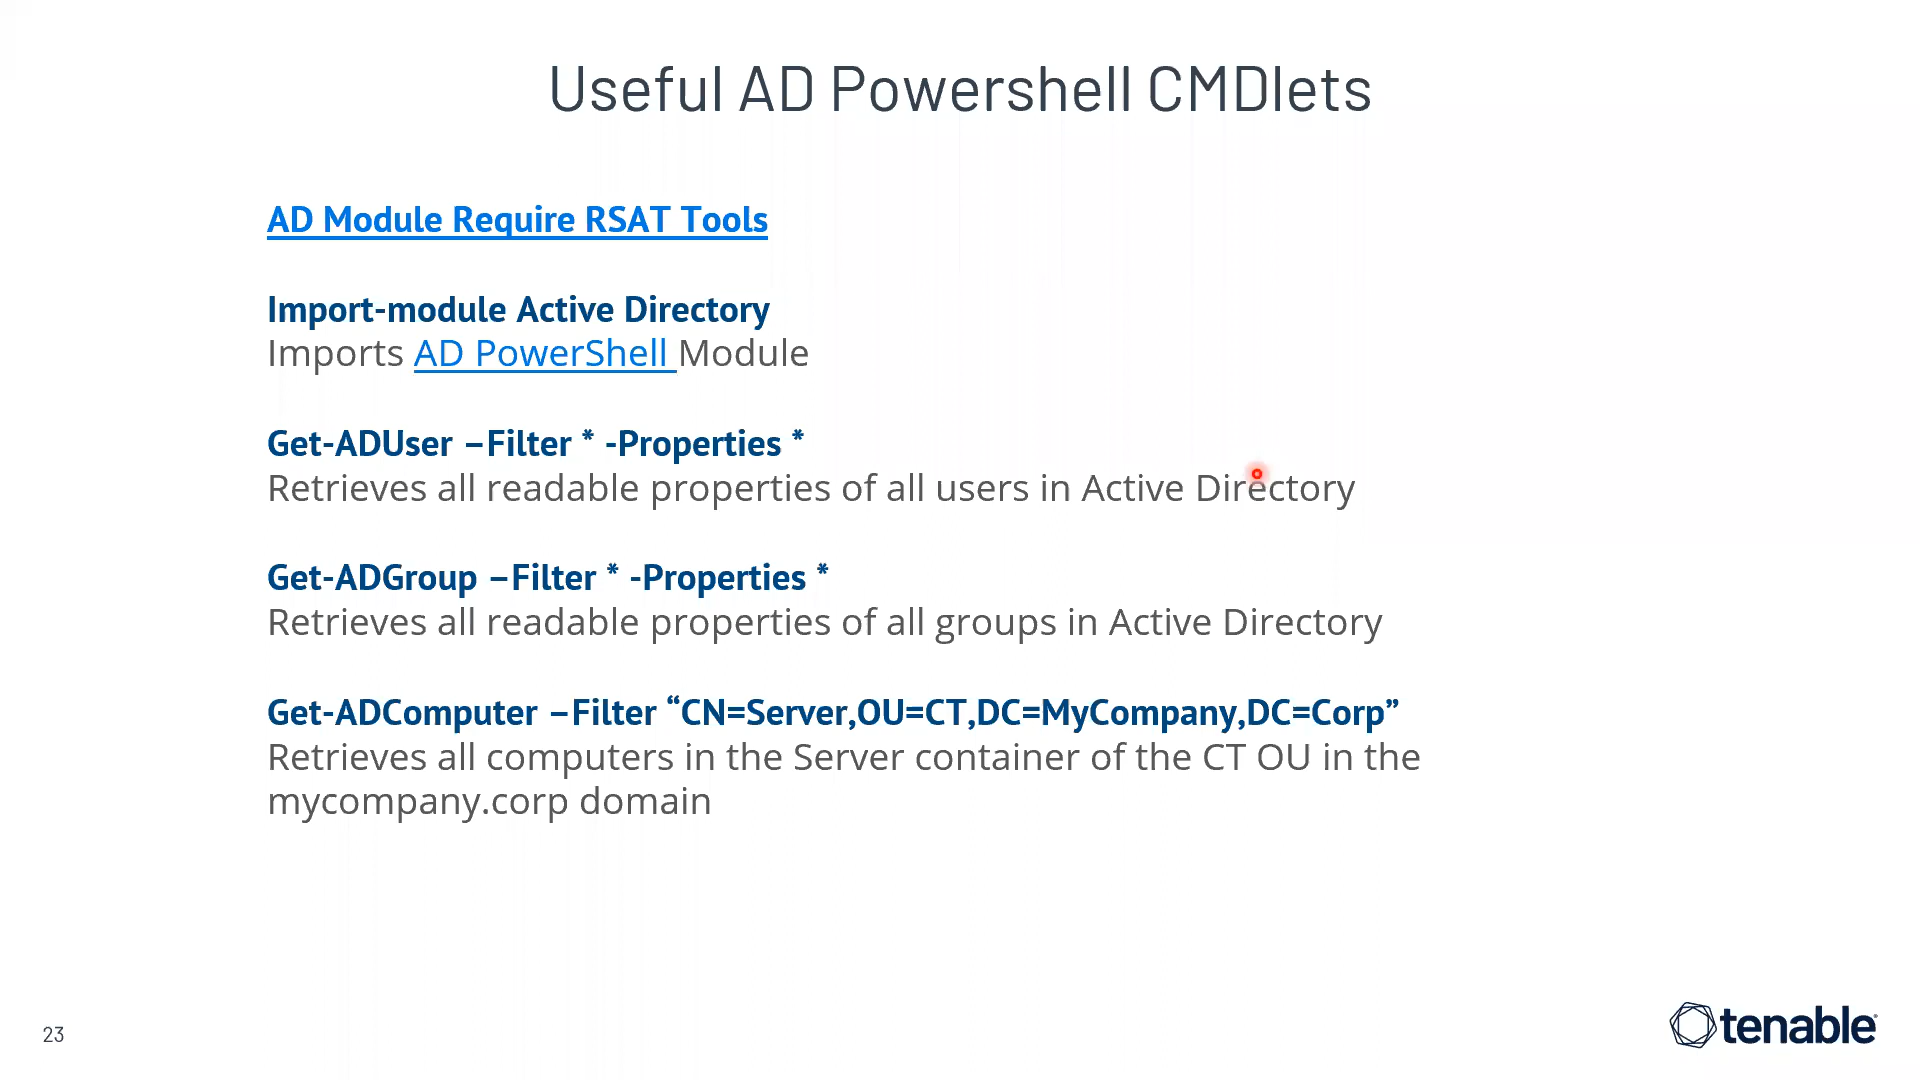 Useful AD Powershell CMDlets
AD Module Require RSAT Tools
Import-module Active Directory
Imports AD PowerShell Module
Get-ADUser –Filter * -Properties *
Retrieves all readable properties of all users in Active Directory
Get-ADGroup –Filter * -Properties *
Retrieves all readable properties of all groups in Active Directory
Get-ADComputer –Filter “CN=Server,OU=CT,DC=MyCompany,DC=Corp”
Retrieves all computers in the Server container of the CT OU in the
mycompany.corp domain
23
tenable